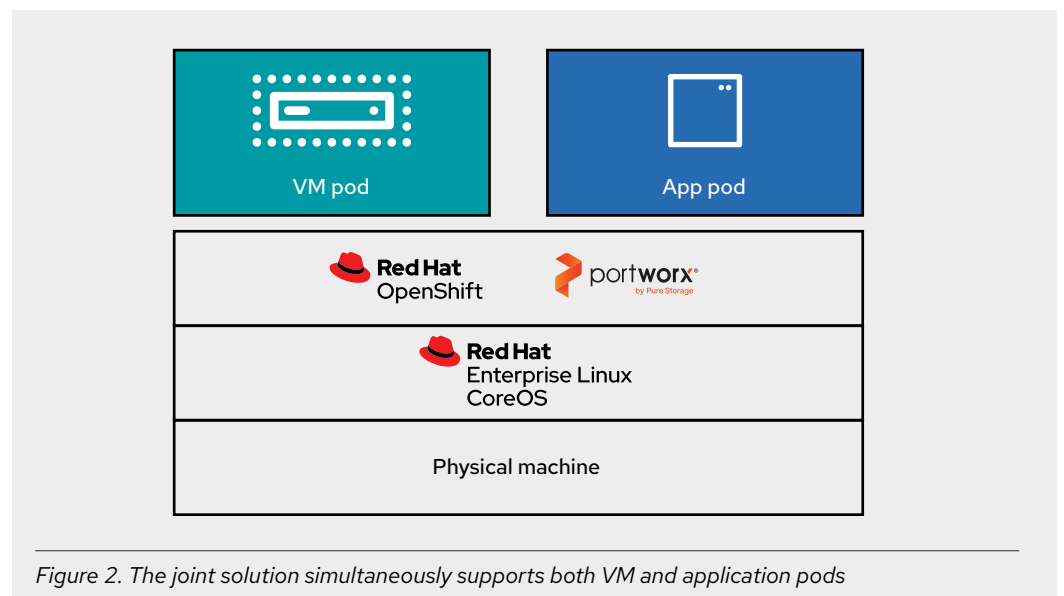 VM pod
App pod
Red Hat
OpenShift
portworx®
by Pure Storage
Red Hat
Enterprise Linux
CoreOS
Physical machine
Figure 2. The joint solution simultaneously supports both VM and application pods